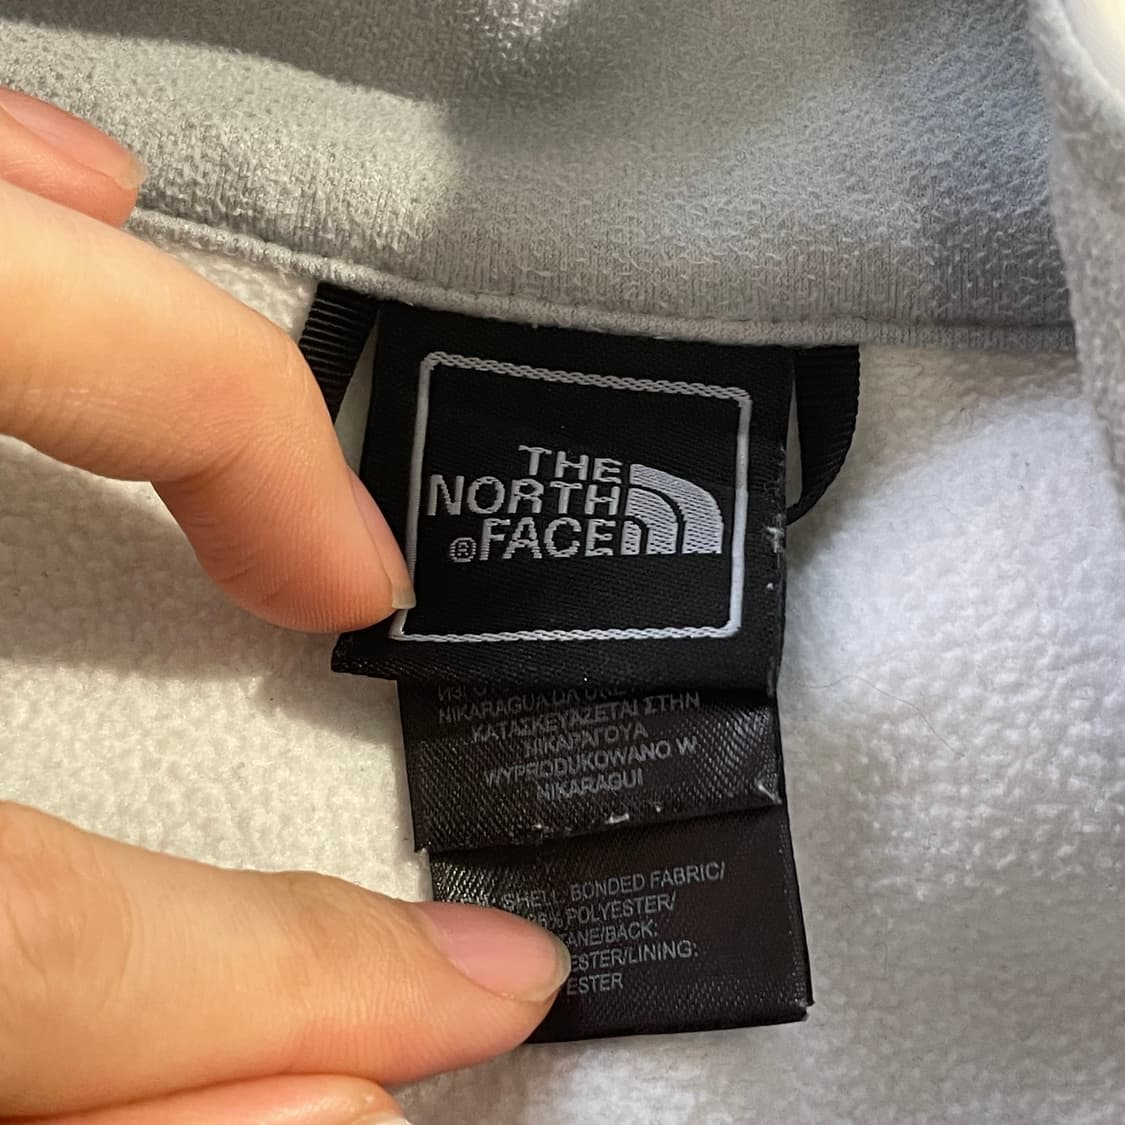 THE
NORTH
®FACE
NIKARAGUA'DA
ΚΑΤΑΣΚΕΥΑΖΕΤΑΙ ΣΤΗΝ
ΝΙΚΑΡΑΓΟΥΑ
WYPRODUKOWANO W
NIKARAGUI
SHELL BONDED FABRIC/
POLYESTER/
ANE/BACK:
ESTER/LINING:
ESTER